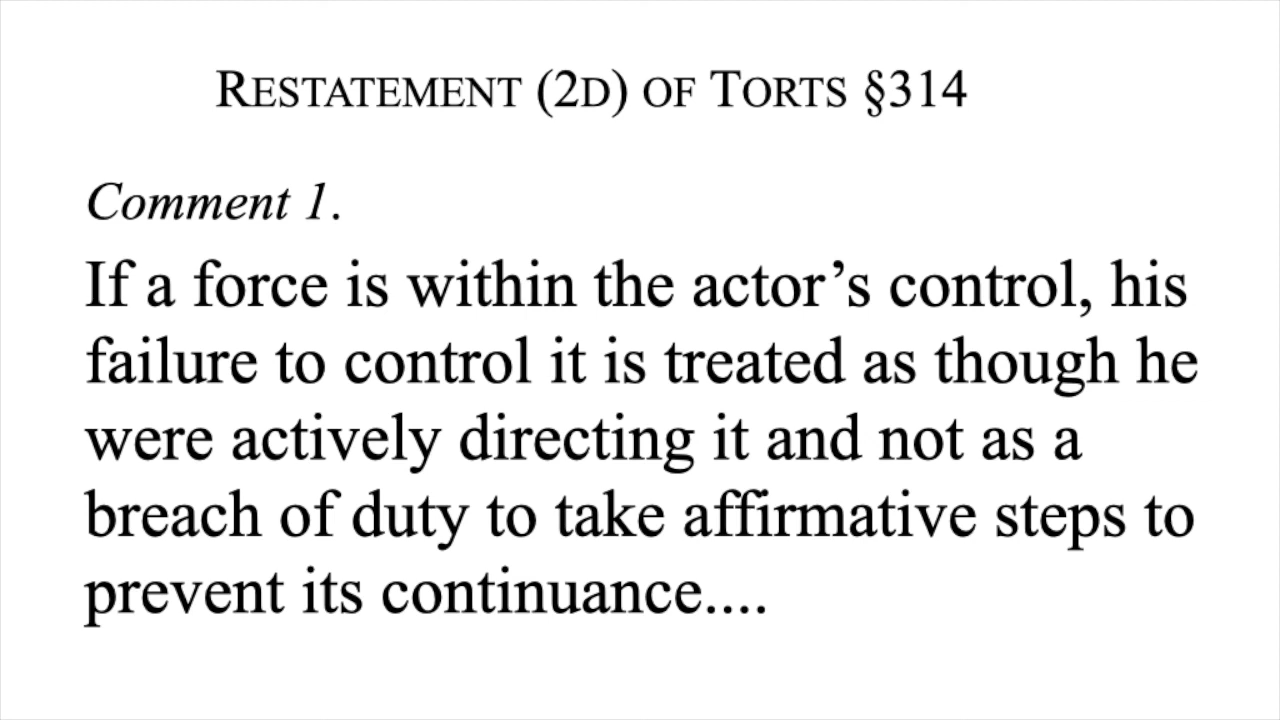 RESTATEMENT (2D) OF TORTS §314
Comment 1.
If a force is within the actor’s control, his
failure to control it is treated as though he
were actively directing it and not as a
breach of duty to take affirmative steps to
prevent its continuance....